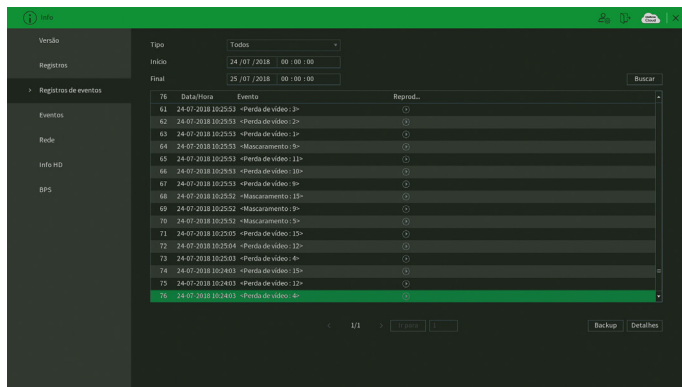 Info
Versão
Registros
Registros de eventos
Eventos
Rede
Info HD
BPS
Tipo Todos
Início 24 /07 /2018 00 : 00 : 00
Final 25 /07 /2018 00 : 00 : 00
Buscar
76 Data/Hora Evento Reprod...
61 24-07-2018 10:25:53 <Perda de vídeo : 3>
62 24-07-2018 10:25:53 <Perda de vídeo : 2>
63 24-07-2018 10:25:53 <Perda de vídeo : 1>
64 24-07-2018 10:25:53 <Mascaramento : 9>
65 24-07-2018 10:25:53 <Perda de vídeo : 11>
66 24-07-2018 10:25:53 <Perda de vídeo : 10>
67 24-07-2018 10:25:53 <Perda de vídeo : 9>
68 24-07-2018 10:25:52 <Mascaramento : 15>
69 24-07-2018 10:25:52 <Mascaramento : 9>
70 24-07-2018 10:25:52 <Mascaramento : 5>
71 24-07-2018 10:25:05 <Perda de vídeo : 15>
72 24-07-2018 10:25:04 <Perda de vídeo : 12>
73 24-07-2018 10:25:03 <Perda de vídeo : 4>
74 24-07-2018 10:24:03 <Perda de vídeo : 15>
75 24-07-2018 10:24:03 <Perda de vídeo : 12>
76 24-07-2018 10:24:03 <Perda de vídeo : 4>
1/1 Ir para 1
Backup Detalhes